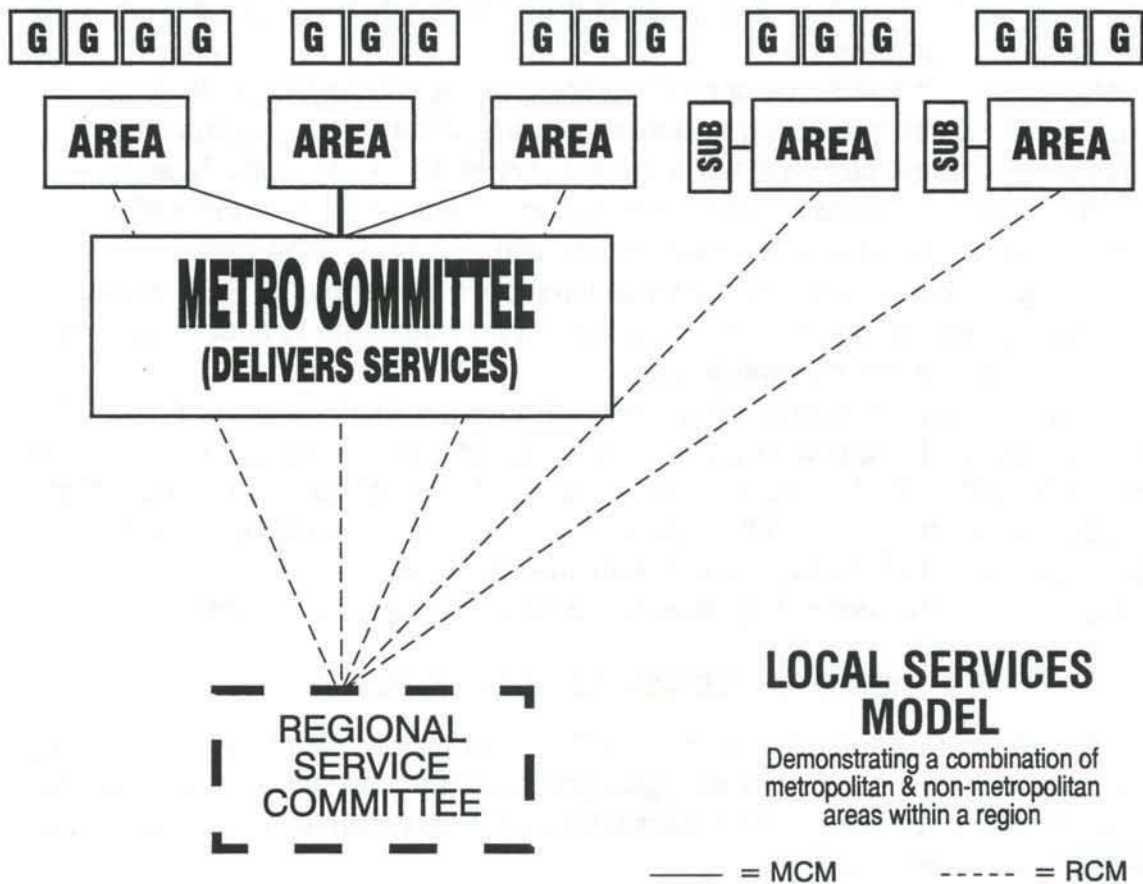 G G G G G G G G G G G G G G G G
AREA AREA AREA SUB AREA SUB AREA
METRO COMMITTEE
(DELIVERS SERVICES)
REGIONAL
SERVICE
COMMITTEE
LOCAL SERVICES
MODEL
Demonstrating a combination of
metropolitan & non-metropolitan
areas within a region
= MCM = RCM